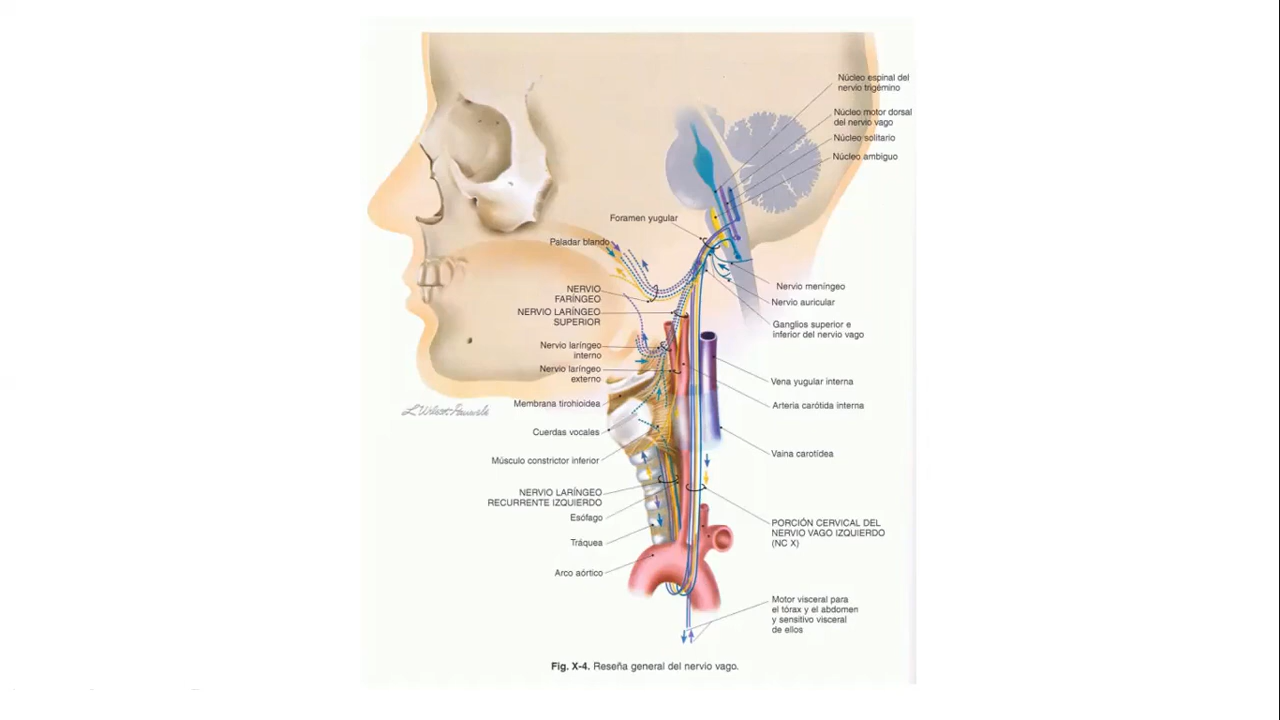 Núcleo espinal del
nervio trigémino
Núcleo motor dorsal
del nervio vago
Núcleo solitario
Núcleo ambiguo
Foramen yugular
Paladar blando
Nervio meníngeo
NERVIO
FARÍNGEO
Nervio auricular
NERVIO LARÍNGEO
SUPERIOR
Ganglios superior e
inferior del nervio vago
Nervio laríngeo
interno
Nervio laríngeo
externo
Vena yugular interna
Membrana tirohioidea
Arteria carótida interna
Cuerdas vocales
Vaina carotídea
Músculo constrictor inferior
NERVIO LARÍNGEO
RECURRENTE IZQUIERDO
Esófago
PORCIÓN CERVICAL DEL
NERVIO VAGO IZQUIERDO
(NC X)
Tráquea
Arco aórtico
Motor visceral para
el tórax y el abdomen
y sensitivo visceral
de ellos
Fig. X-4. Reseña general del nervio vago.